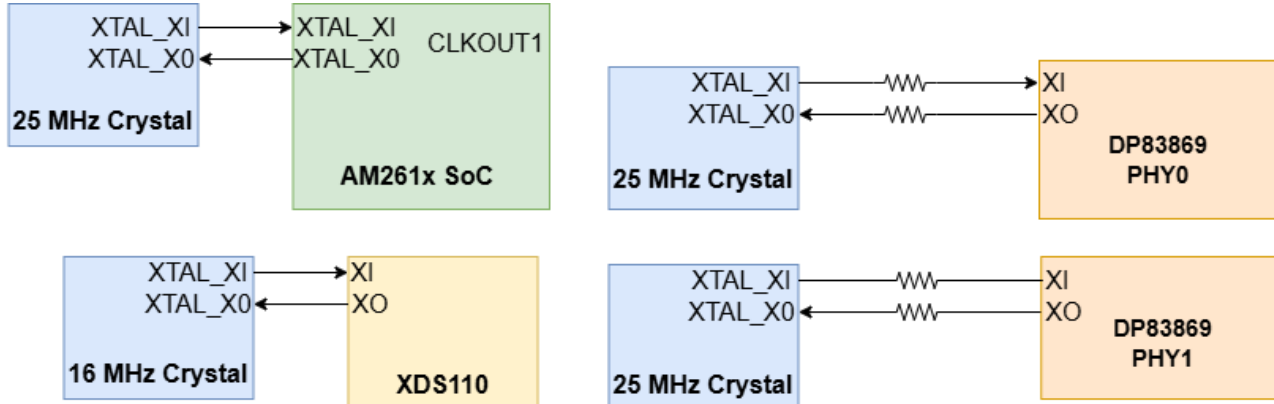 XTAL_XI
XTAL_X0
25 MHz Crystal
XTAL_XI
XTAL_X0
CLKOUT1
AM261x SoC
XTAL_XI
XTAL_X0
25 MHz Crystal
XI
XO
DP83869
PHY0
XTAL_XI
XTAL_X0
16 MHz Crystal
XI
XO
XDS110
XTAL_XI
XTAL_X0
25 MHz Crystal
XI
XO
DP83869
PHY1